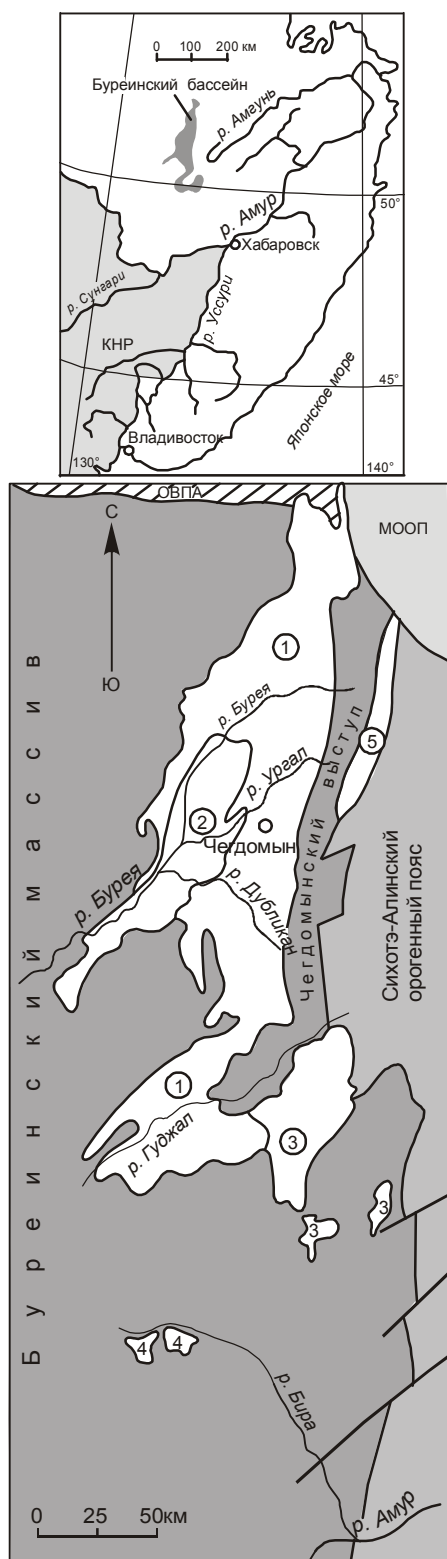 0 100 200 км
Буреинский бассейн
р. Амгунь
50°
р. Амур
Хабаровск
р. Сунгари
р. Уссури
КНР
45°
Японское море
Владивосток
130°
140°
ОВПА
С
МООП
Ю
1
р. Бурея
5
р. Ургал
2
Чегдомын
Чегдомынский выступ
р. Бурея
р. Дубликан
Сихотэ-Алинский
орогенный пояс
Буреинский массив
1
р. Гуджал
3
3
3
4
4
р. Бира
0 25 50км
р. Амур